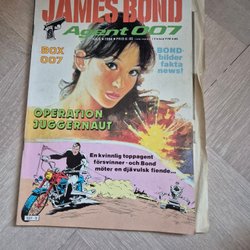 JAMES BOND
Agent 007
BOX
007
BOND-
bilder
fakta
news!
OPERATION
JUGGERNAUT
En kvinnlig toppagent
försvinner - och Bond
möter en djävulsk fiende...